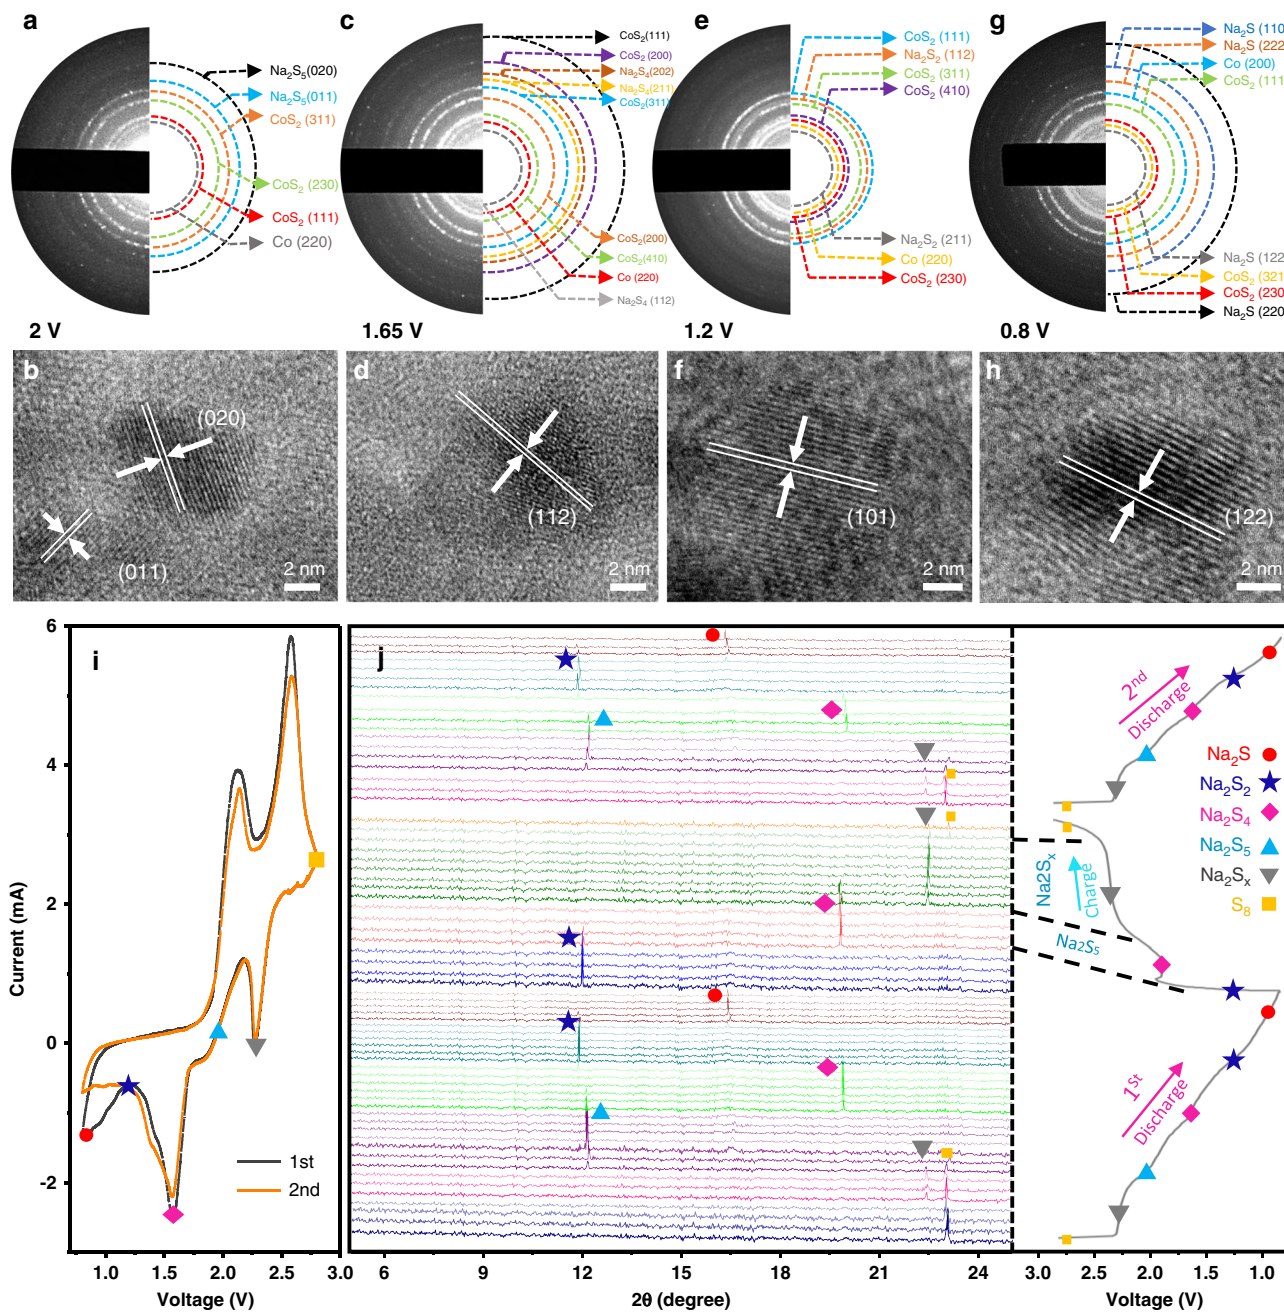 a
Na₂S₅(020)
Na₂S₅(011)
CoS₂ (311)
CoS₂ (230)
CoS₂ (111)
Co (220)
2 V
c
CoS₂(111)
CoS₂(200)
Na₂S₄(202)
Na₂S₄(211)
CoS₂(311)
CoS₂(200)
CoS₂(410)
Co (220)
Na₂S₄ (112)
1.65 V
e
CoS₂ (111)
Na₂S₂ (112)
CoS₂ (311)
CoS₂ (410)
Na₂S₂ (211)
Co (220)
CoS₂ (230)
1.2 V
g
Na₂S (110)
Na₂S (222)
Co (200)
CoS₂ (111)
Na₂S (122)
CoS₂ (321)
CoS₂ (230)
Na₂S (220)
0.8 V
b
(020)
(011)
2 nm
d
(112)
2 nm
f
(101)
2 nm
h
(122)
2 nm
i
6
4
2
0
-2
Current (mA)
1st
2nd
1.0 1.5 2.0 2.5 3.0
Voltage (V)
j
6 9 12 15 18 21 24
2θ (degree)
2nd
Discharge
Na2Sₓ
Charge
Na₂S₅
1St
Discharge
Na₂S
Na₂S₂
Na₂S₄
Na₂S₅
Na₂Sₓ
S₈
3.0 2.5 2.0 1.5 1.0
Voltage (V)